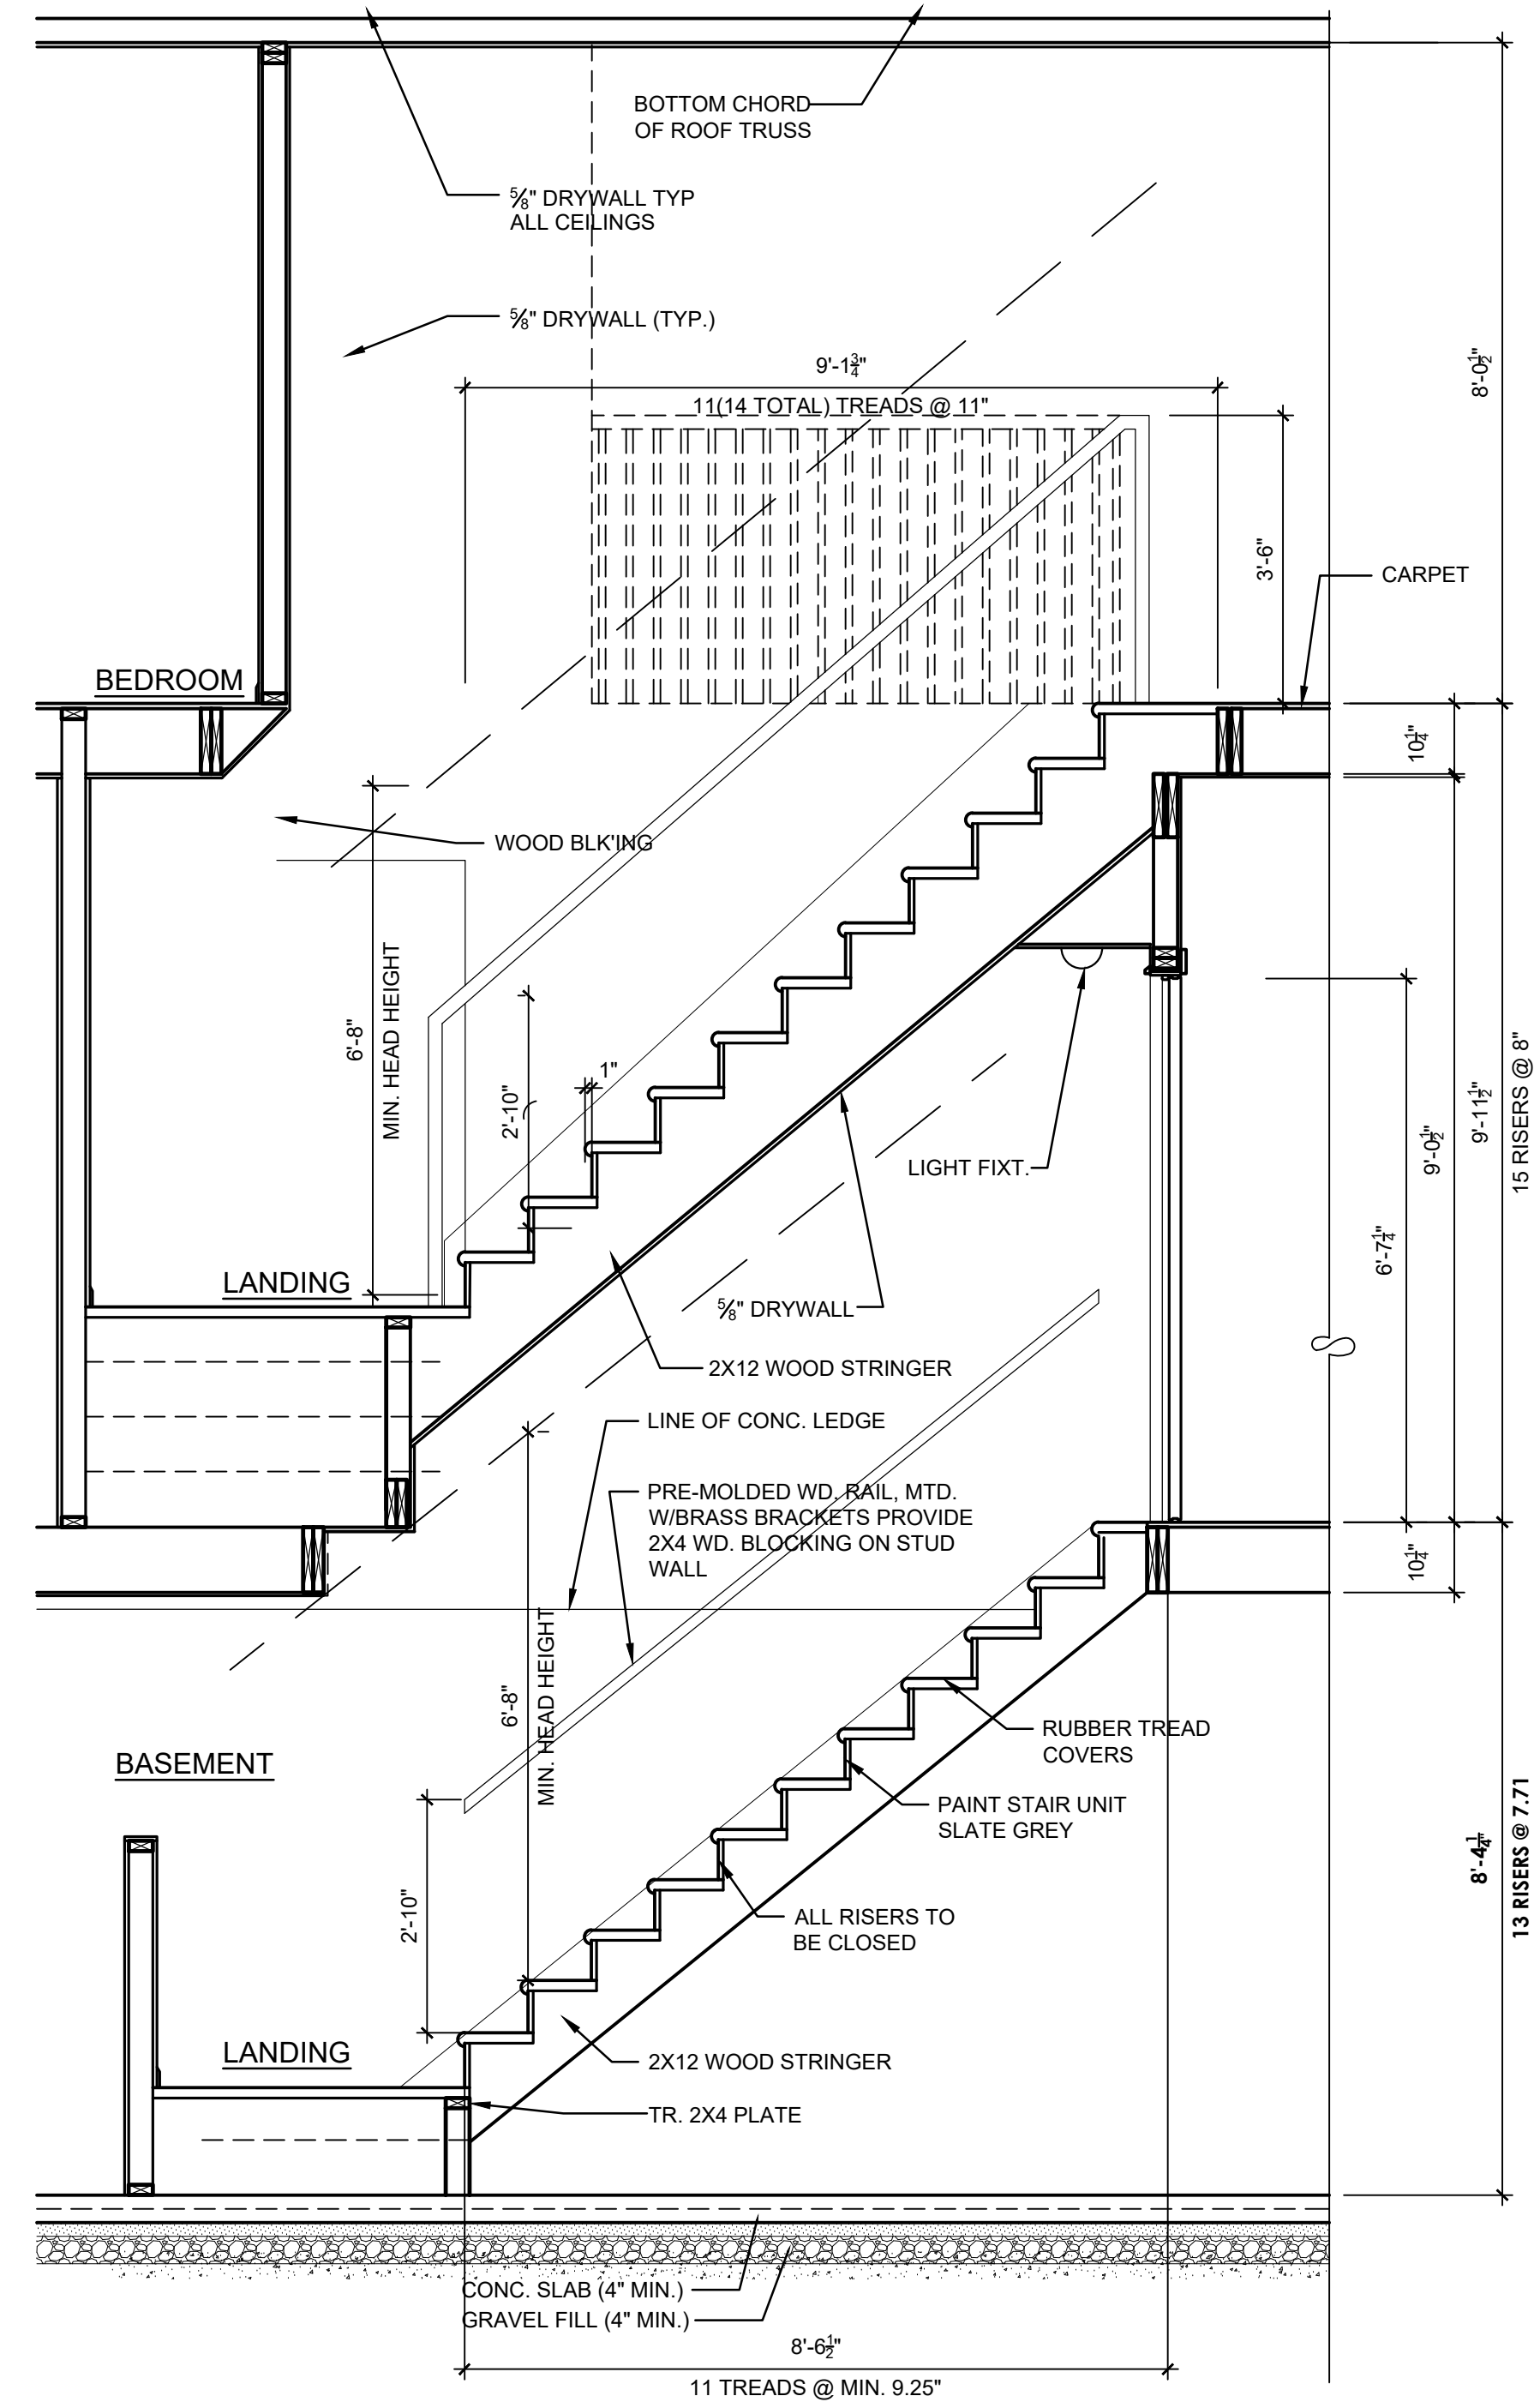 BOTTOM CHORD
OF ROOF TRUSS
⅝" DRYWALL TYP
ALL CEILINGS
⅝" DRYWALL (TYP.)
9'-1¾"
11(14 TOTAL) TREADS @ 11"
8'-0½"
3'-6"
CARPET
BEDROOM
10¼"
WOOD BLK'ING
6'-8"
MIN. HEAD HEIGHT
2'-10"
1"
LIGHT FIXT.
6'-7¼"
9'-0½"
9'-11½"
15 RISERS @ 8"
LANDING
⅝" DRYWALL
2X12 WOOD STRINGER
LINE OF CONC. LEDGE
PRE-MOLDED WD. RAIL, MTD.
W/BRASS BRACKETS PROVIDE
2X4 WD. BLOCKING ON STUD
WALL
10¼"
6'-8"
MIN. HEAD HEIGHT
RUBBER TREAD
COVERS
BASEMENT
PAINT STAIR UNIT
SLATE GREY
8'-4¼"
13 RISERS @ 7.71
2'-10"
ALL RISERS TO
BE CLOSED
LANDING
2X12 WOOD STRINGER
TR. 2X4 PLATE
CONC. SLAB (4" MIN.)
GRAVEL FILL (4" MIN.)
8'-6½"
11 TREADS @ MIN. 9.25"